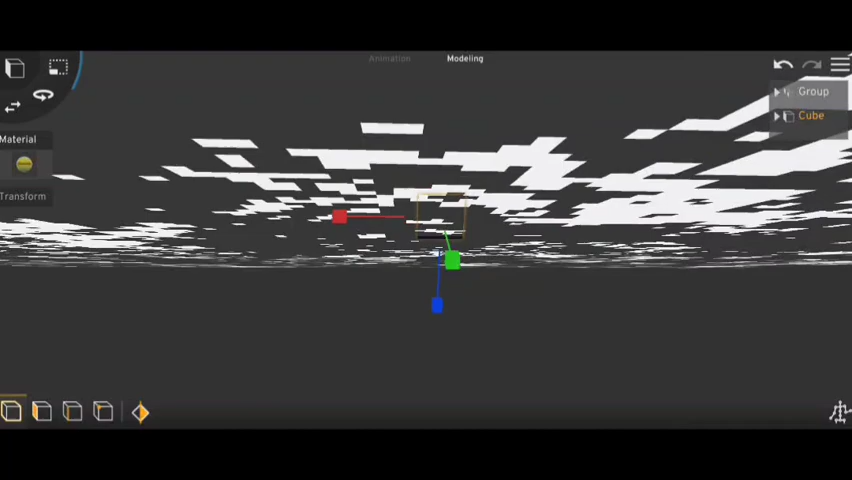 Animation
Modeling
Group
Cube
Material
Transform